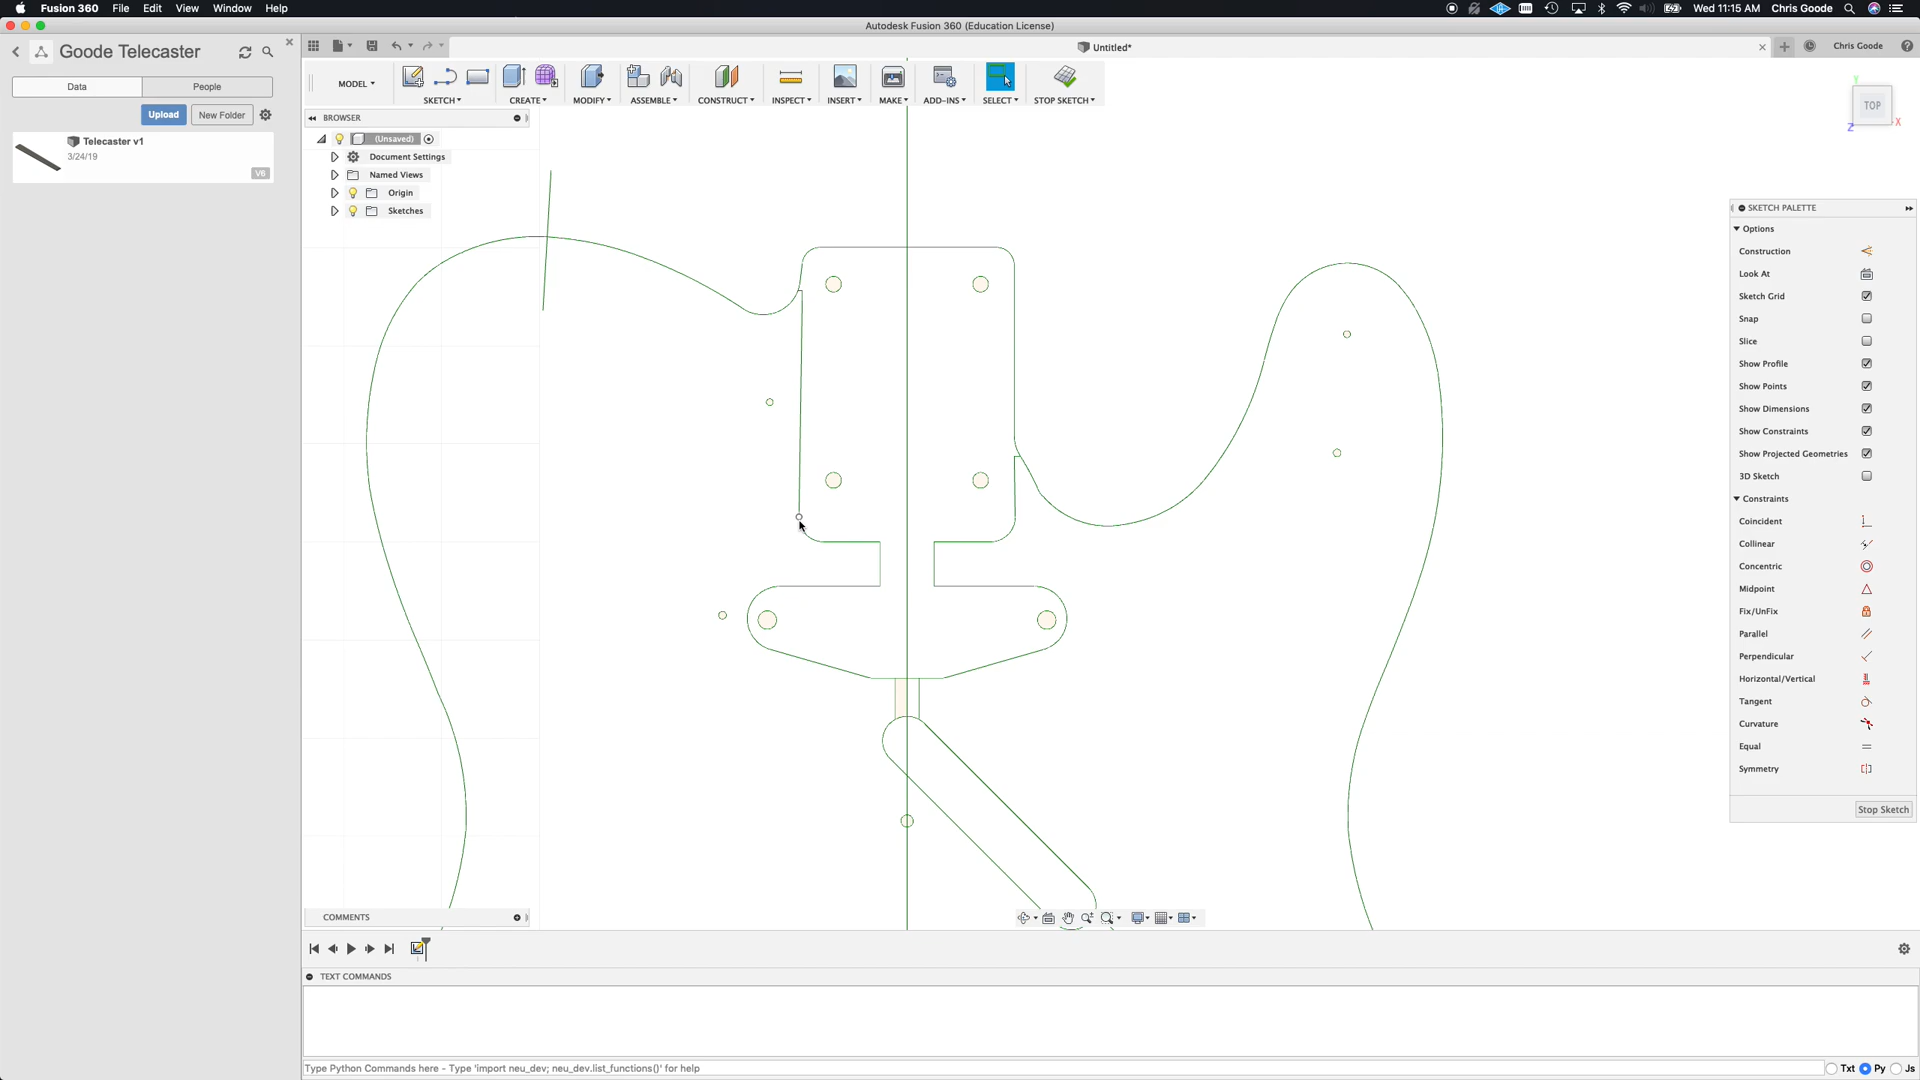 Fusion 360 File Edit View Window Help
Wed 11:15 AM Chris Goode
Autodesk Fusion 360 (Education License)
Goode Telecaster
Untitled*
Chris Goode
Data People
Upload New Folder
Telecaster v1
3/24/19
V6
MODEL
SKETCH CREATE MODIFY ASSEMBLE CONSTRUCT INSPECT INSERT MAKE ADD-INS SELECT STOP SKETCH
BROWSER
(Unsaved)
Document Settings
Named Views
Origin
Sketches
Y
TOP
X
Z
SKETCH PALETTE
Options
Construction
Look At
Sketch Grid
Snap
Slice
Show Profile
Show Points
Show Dimensions
Show Constraints
Show Projected Geometries
3D Sketch
Constraints
Coincident
Collinear
Concentric
Midpoint
Fix/UnFix
Parallel
Perpendicular
Horizontal/Vertical
Tangent
Curvature
Equal
Symmetry
Stop Sketch
COMMENTS
TEXT COMMANDS
Type Python Commands here - Type 'import neu_dev; neu_dev.list_functions()' for help
Txt Py Js